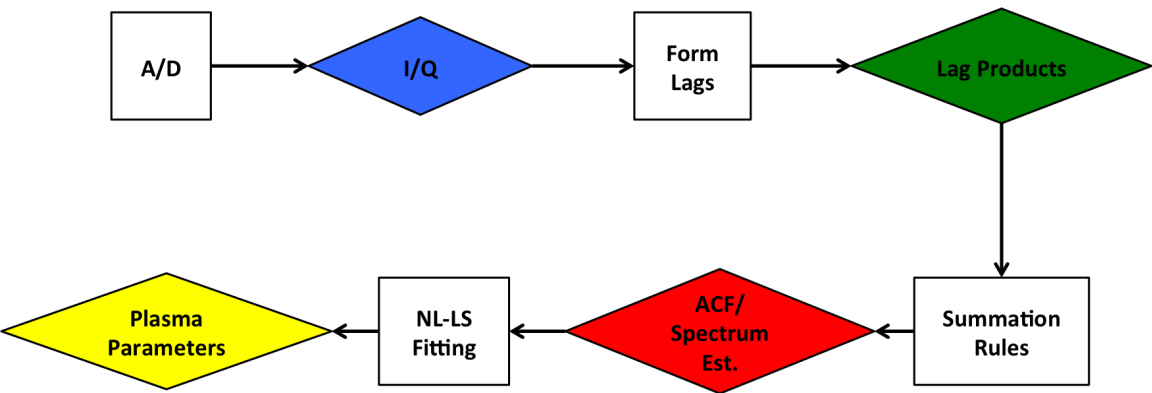 A/D
I/Q
Form
Lags
Lag Products
Summation
Rules
ACF/
Spectrum
Est.
NL-LS
Fitting
Plasma
Parameters